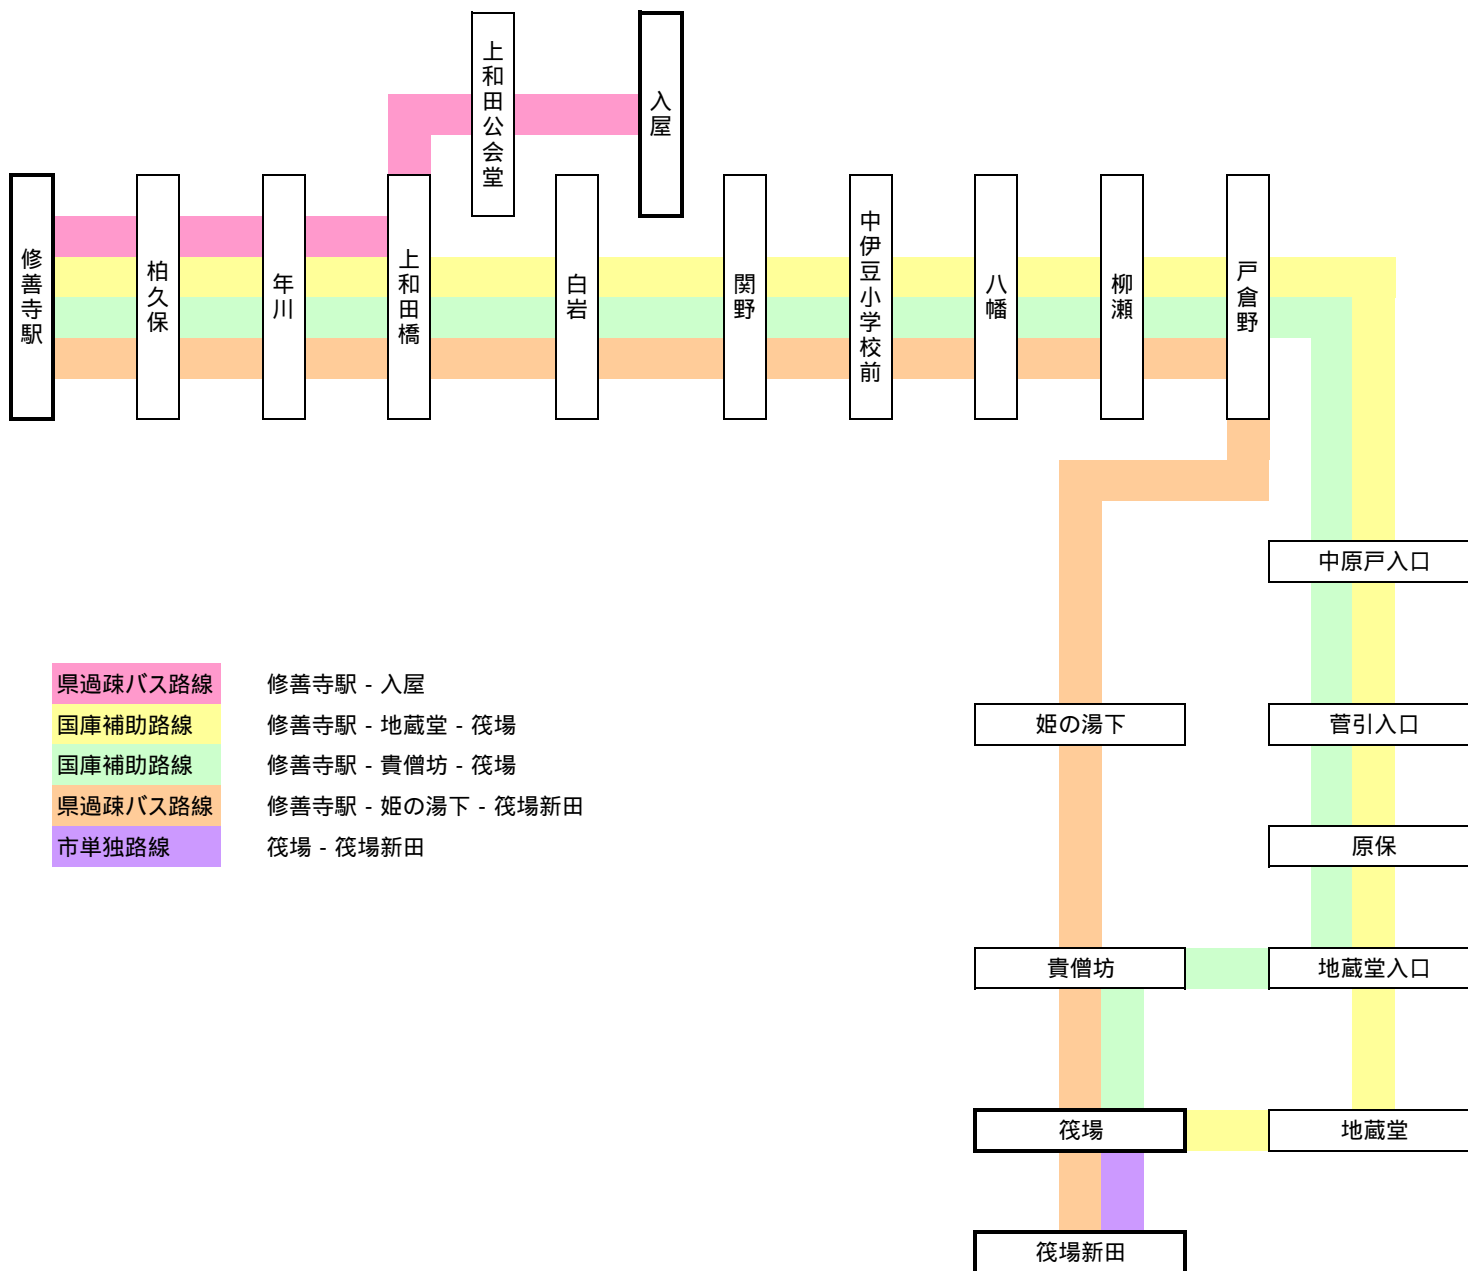 上和田公会堂
入屋
修善寺駅
柏久保
年川
上和田橋
白岩
関野
中伊豆小学校前
八幡
柳瀬
戸倉野
中原戸入口
県過疎バス路線 修善寺駅 - 入屋
国庫補助路線 修善寺駅 - 地蔵堂 - 筏場
国庫補助路線 修善寺駅 - 貴僧坊 - 筏場
県過疎バス路線 修善寺駅 - 姫の湯下 - 筏場新田
市単独路線 筏場 - 筏場新田
姫の湯下
菅引入口
原保
貴僧坊
地蔵堂入口
筏場
地蔵堂
筏場新田